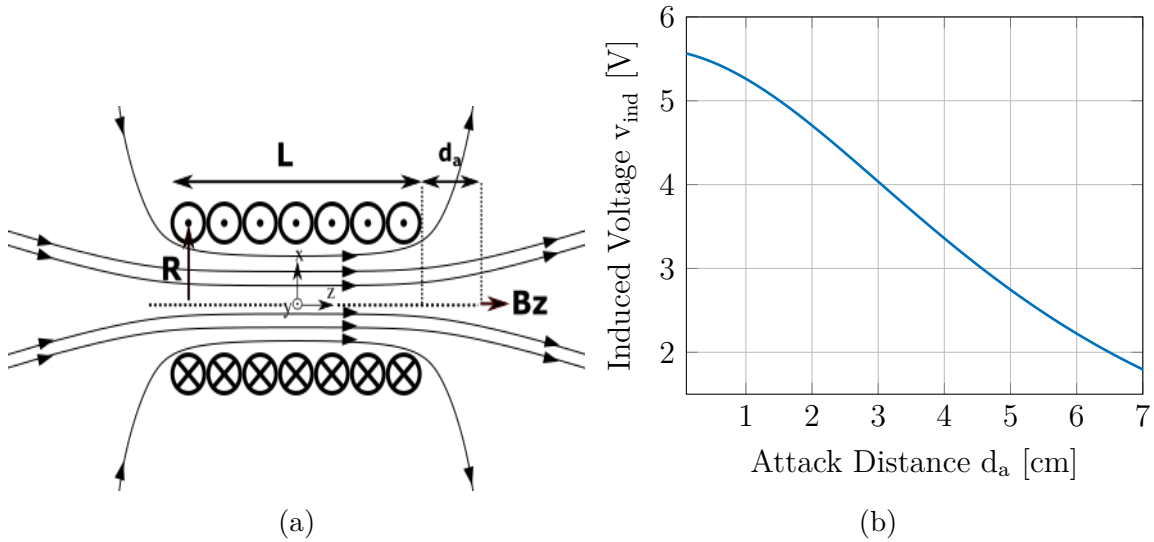 L
dₐ
R
x
y
z
Bz
(a)
Induced Voltage vᵢₙd [V]
6
5
4
3
2
1
2
3
4
5
6
7
Attack Distance dₐ [cm]
(b)